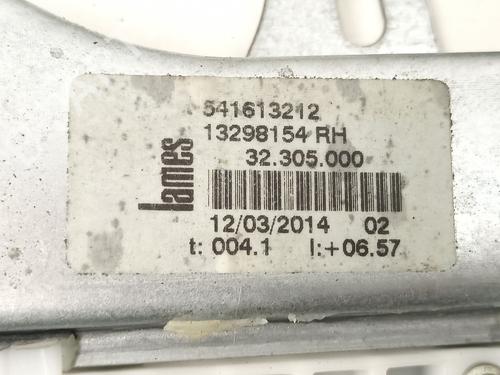 541613212
13298154 RH
32.305.000
lames
12/03/2014 02
t: 004.1 l:+06.57